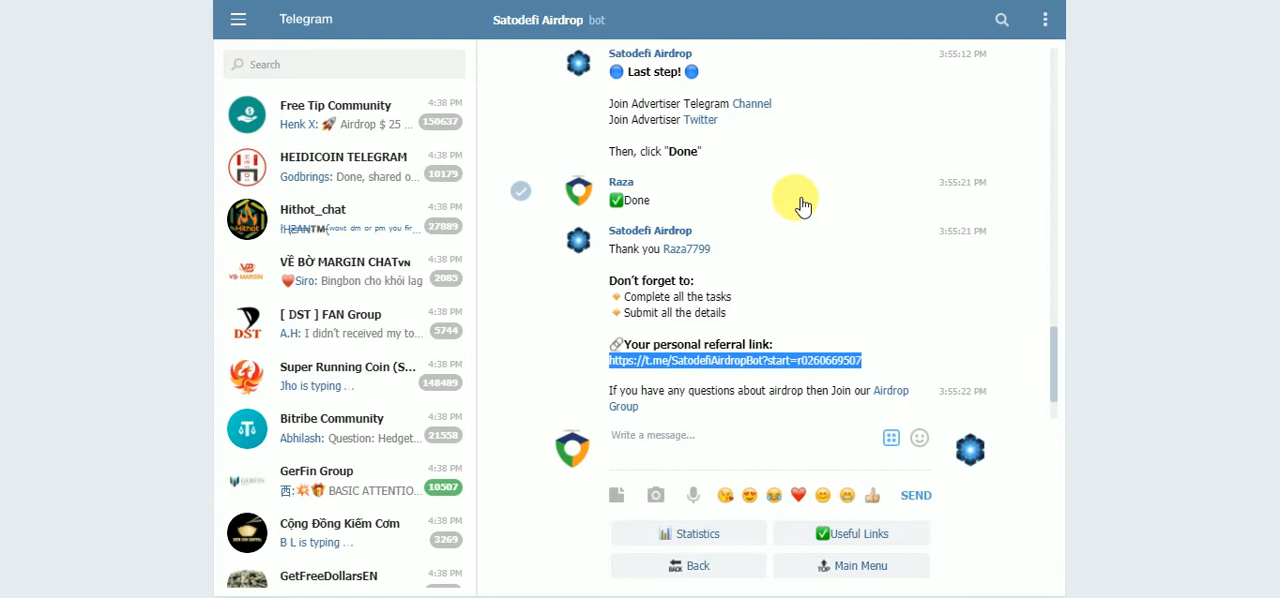 Telegram
Satodefi Airdrop bot
Search
Free Tip Community 4:38 PM
Henk X: 🚀 Airdrop $ 25 ... 150637
HEIDICOIN TELEGRAM 4:38 PM
Godbrings: Done, shared o... 10179
Hithot_chat 4:38 PM
27889
VỀ BỜ MARGIN CHATVN 4:38 PM
❤️Siro: Bingbon cho khỏi lag 2085
[ DST ] FAN Group 4:38 PM
A.H: I didn't received my to... 5744
Super Running Coin (S... 4:38 PM
Jho is typing ... 148489
Bitribe Community 4:38 PM
Abhilash: Question: Hedget... 21558
GerFin Group 4:38 PM
西:💥🎁 BASIC ATTENTIO... 10507
Cộng Đồng Kiếm Cơm 4:38 PM
B L is typing ... 3269
GetFreeDollarsEN 4:38 PM
Satodefi Airdrop 3:55:12 PM
🔵 Last step! 🔵
Join Advertiser Telegram Channel
Join Advertiser Twitter
Then, click "Done"
Raza 3:55:21 PM
✅Done
Satodefi Airdrop 3:55:21 PM
Thank you Raza7799
Don't forget to:
🔸Complete all the tasks
🔸Submit all the details
🔗Your personal referral link:
https://t.me/SatodefiAirdropBot?start=r0260669507
If you have any questions about airdrop then Join our Airdrop 3:55:22 PM
Group
Write a message...
SEND
📊 Statistics
✅Useful Links
🔙 Back
🔝 Main Menu